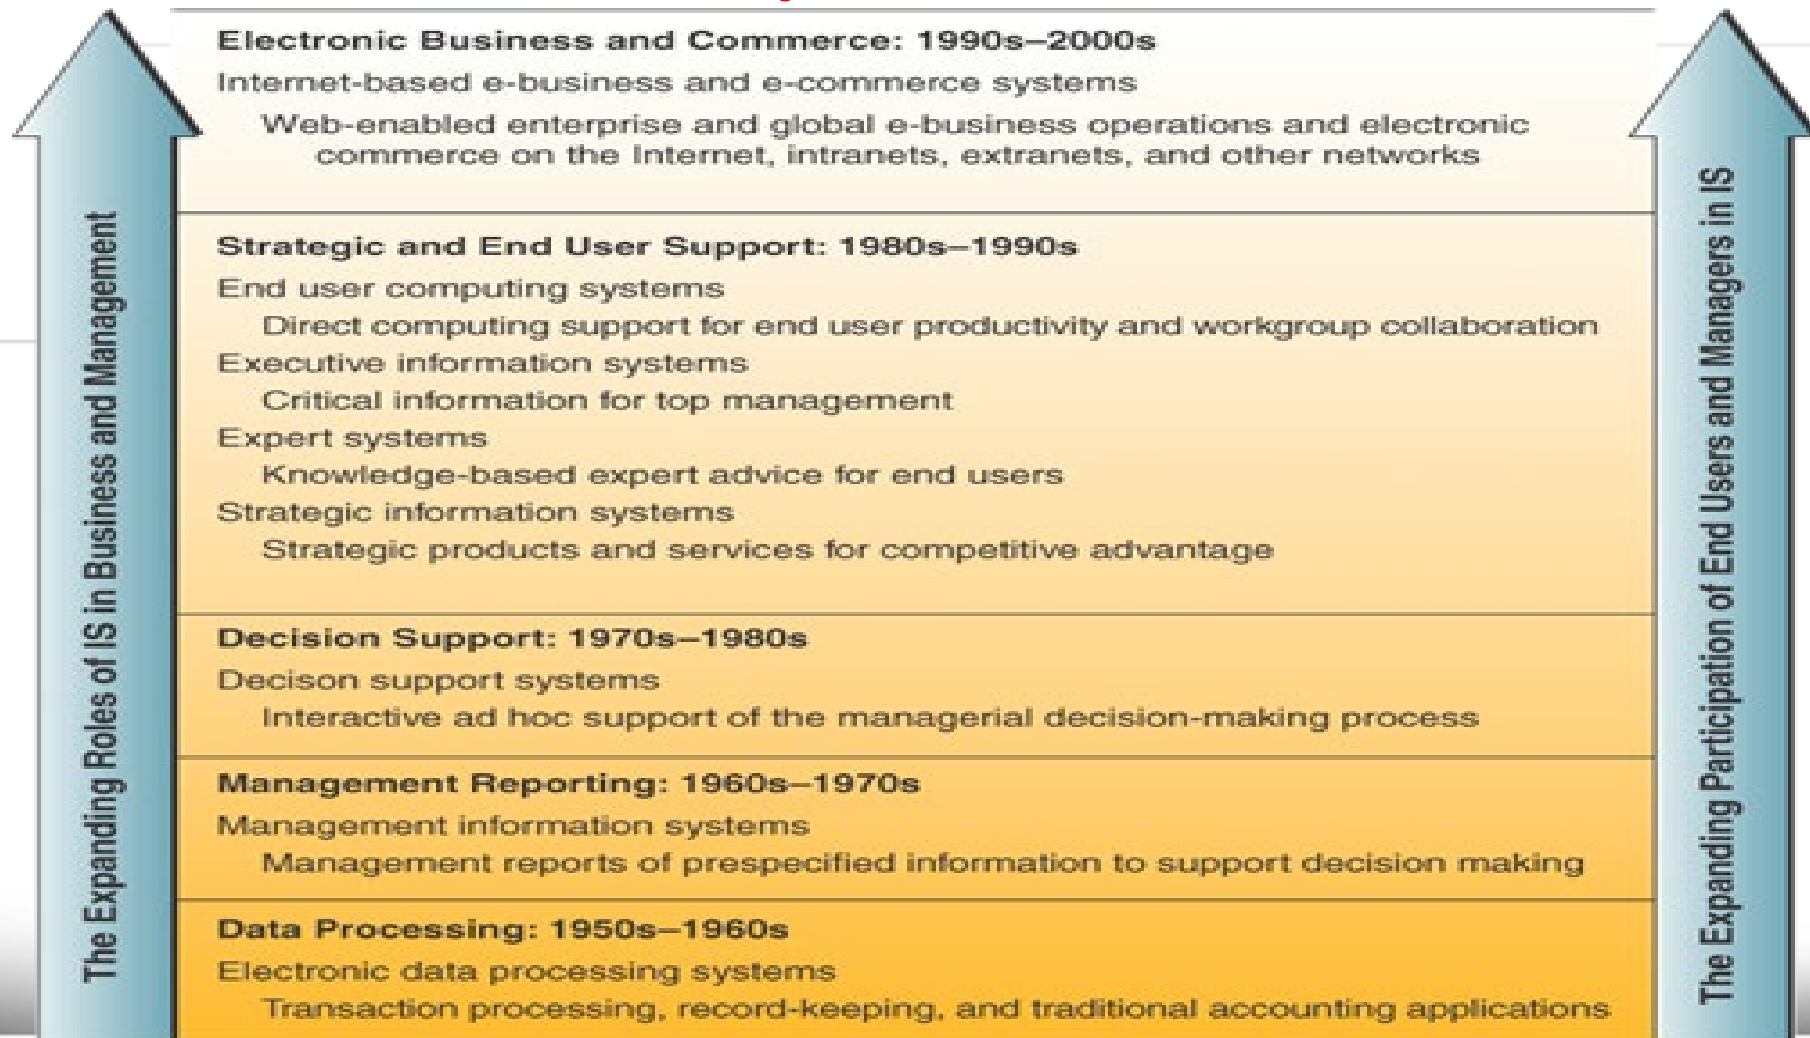 Electronic Business and Commerce: 1990s–2000s
Internet-based e-business and e-commerce systems
Web-enabled enterprise and global e-business operations and electronic
commerce on the Internet, intranets, extranets, and other networks
Strategic and End User Support: 1980s–1990s
End user computing systems
Direct computing support for end user productivity and workgroup collaboration
Executive information systems
Critical information for top management
Expert systems
Knowledge-based expert advice for end users
Strategic information systems
Strategic products and services for competitive advantage
Decision Support: 1970s–1980s
Decison support systems
Interactive ad hoc support of the managerial decision-making process
Management Reporting: 1960s–1970s
Management information systems
Management reports of prespecified information to support decision making
Data Processing: 1950s–1960s
Electronic data processing systems
Transaction processing, record-keeping, and traditional accounting applications
The Expanding Roles of IS in Business and Management
The Expanding Participation of End Users and Managers in IS